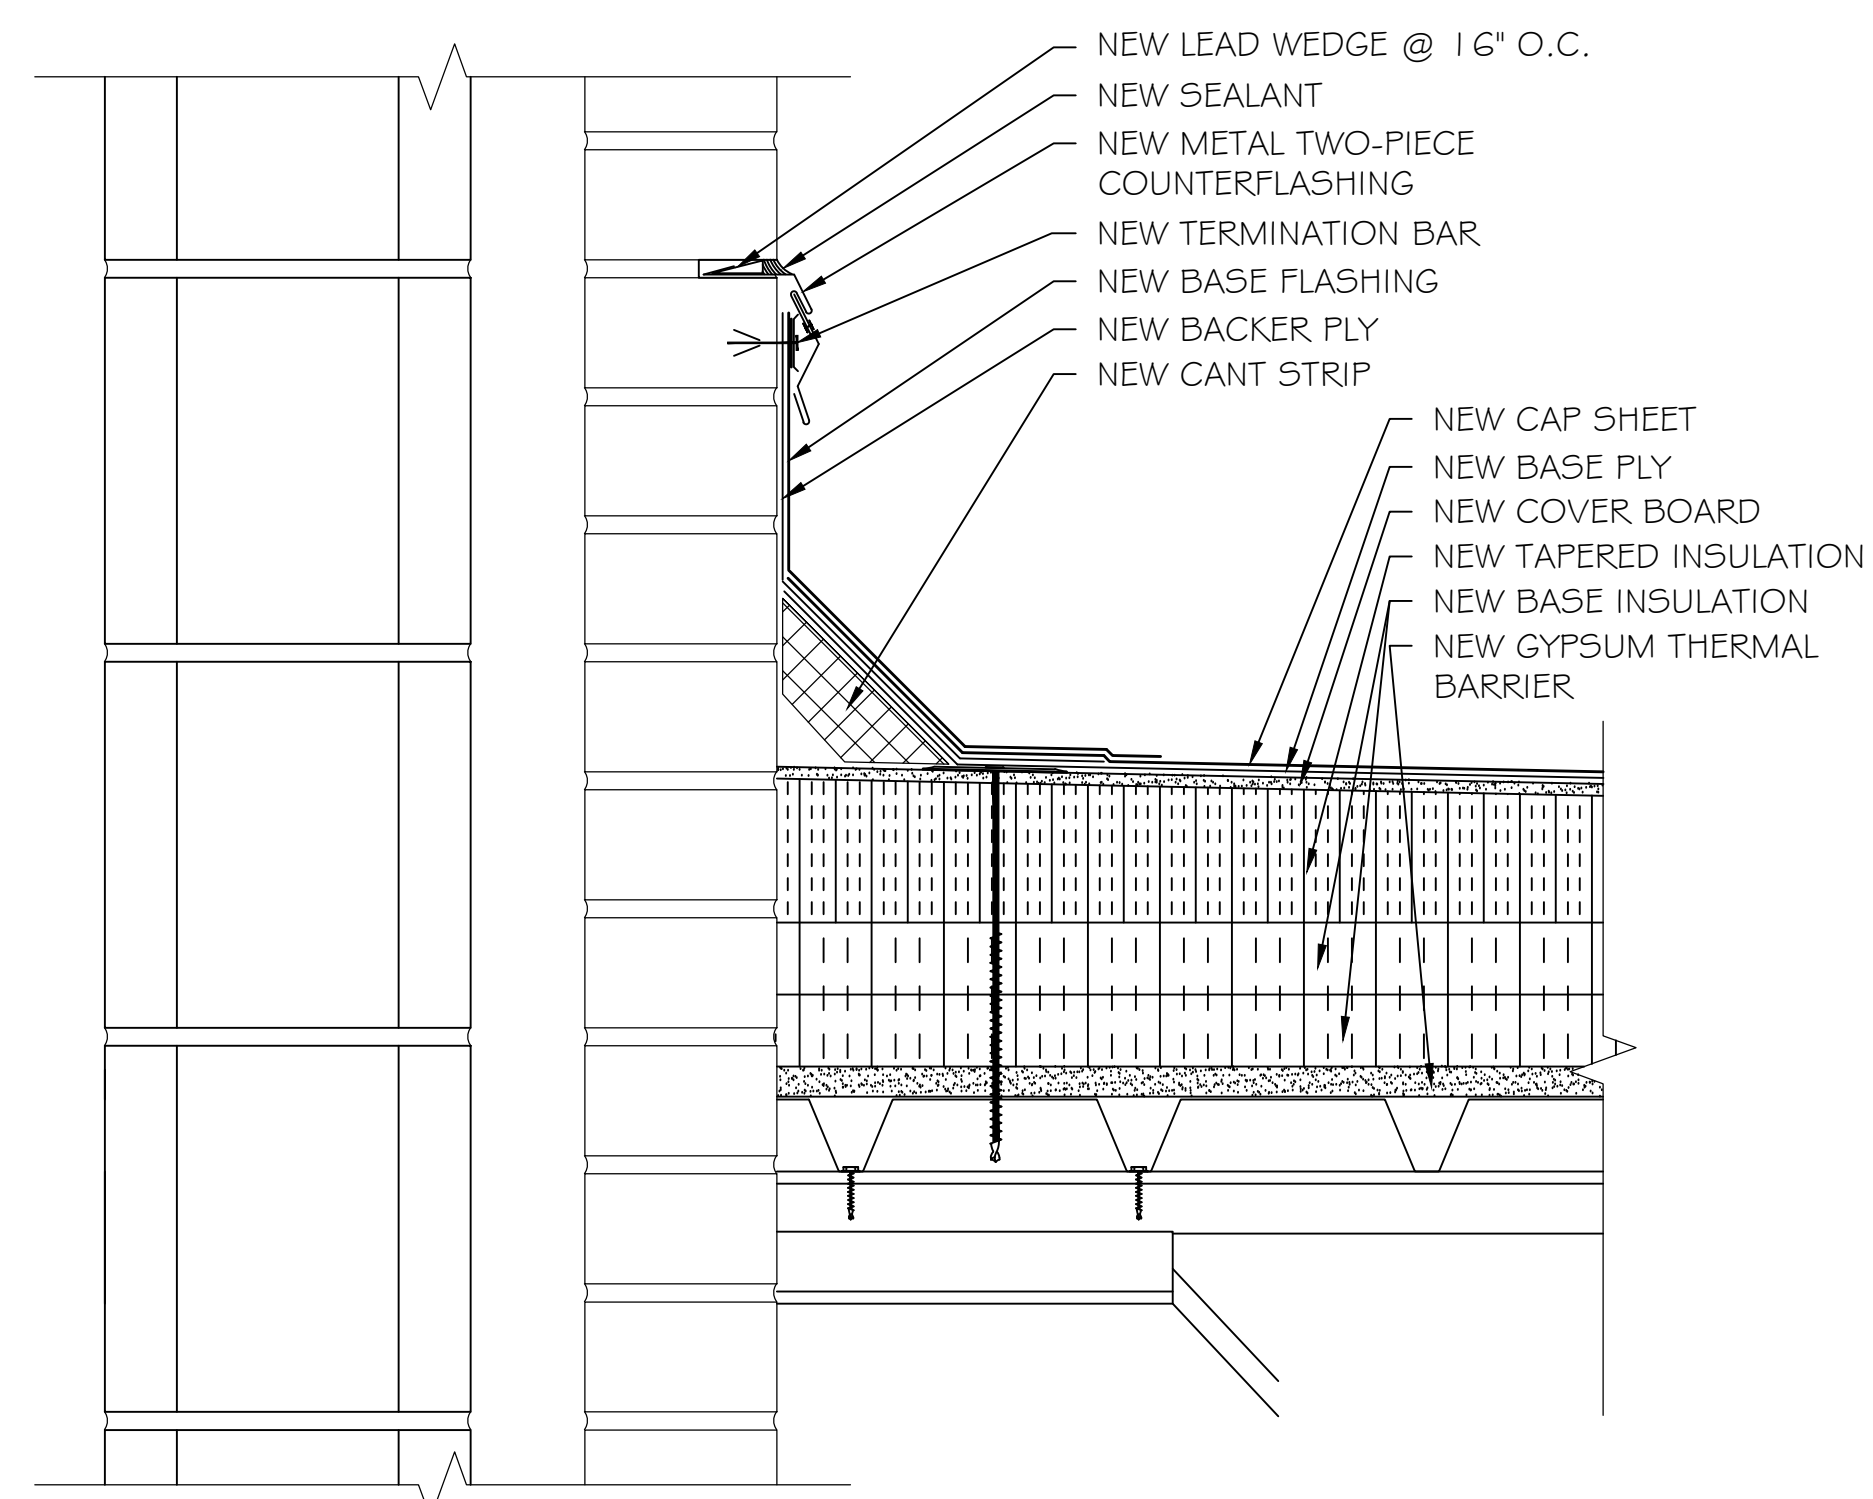 NEW LEAD WEDGE @ 16" O.C.
NEW SEALANT
NEW METAL TWO-PIECE
COUNTERFLASHING
NEW TERMINATION BAR
NEW BASE FLASHING
NEW BACKER PLY
NEW CANT STRIP
NEW CAP SHEET
NEW BASE PLY
NEW COVER BOARD
NEW TAPERED INSULATION
NEW BASE INSULATION
NEW GYPSUM THERMAL
BARRIER